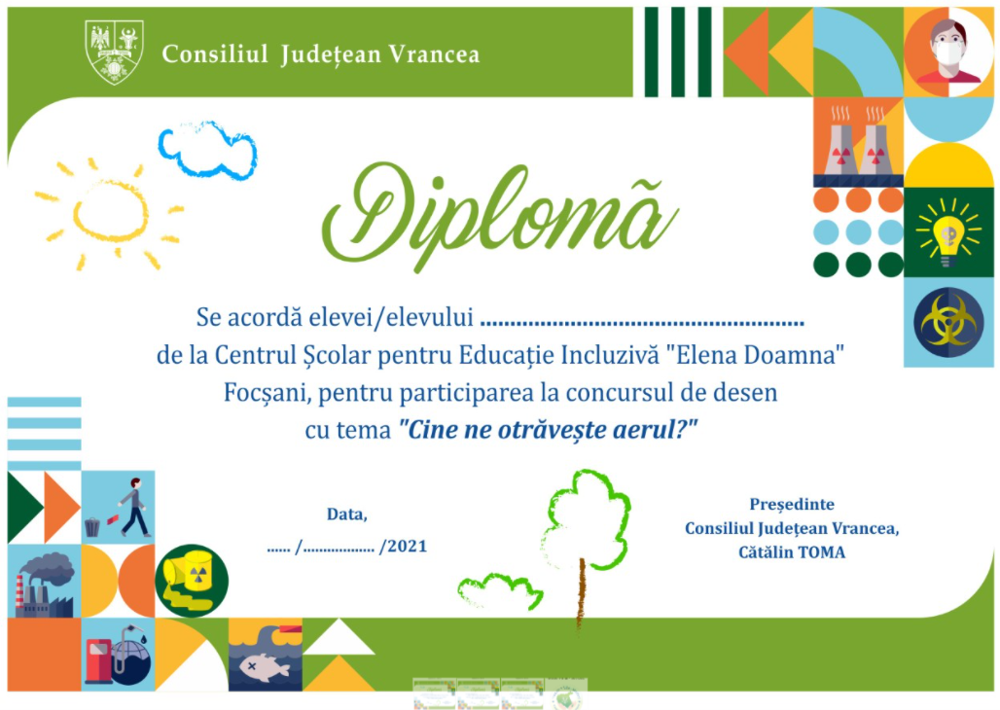 Consiliul Județean Vrancea
Diplomă
Se acordă elevei/elevului ......................................................
de la Centrul Școlar pentru Educație Incluzivă "Elena Doamna"
Focșani, pentru participarea la concursul de desen
cu tema "Cine ne otrăvește aerul?"
Data,
...... /.................. /2021
Președinte
Consiliul Județean Vrancea,
Cătălin TOMA